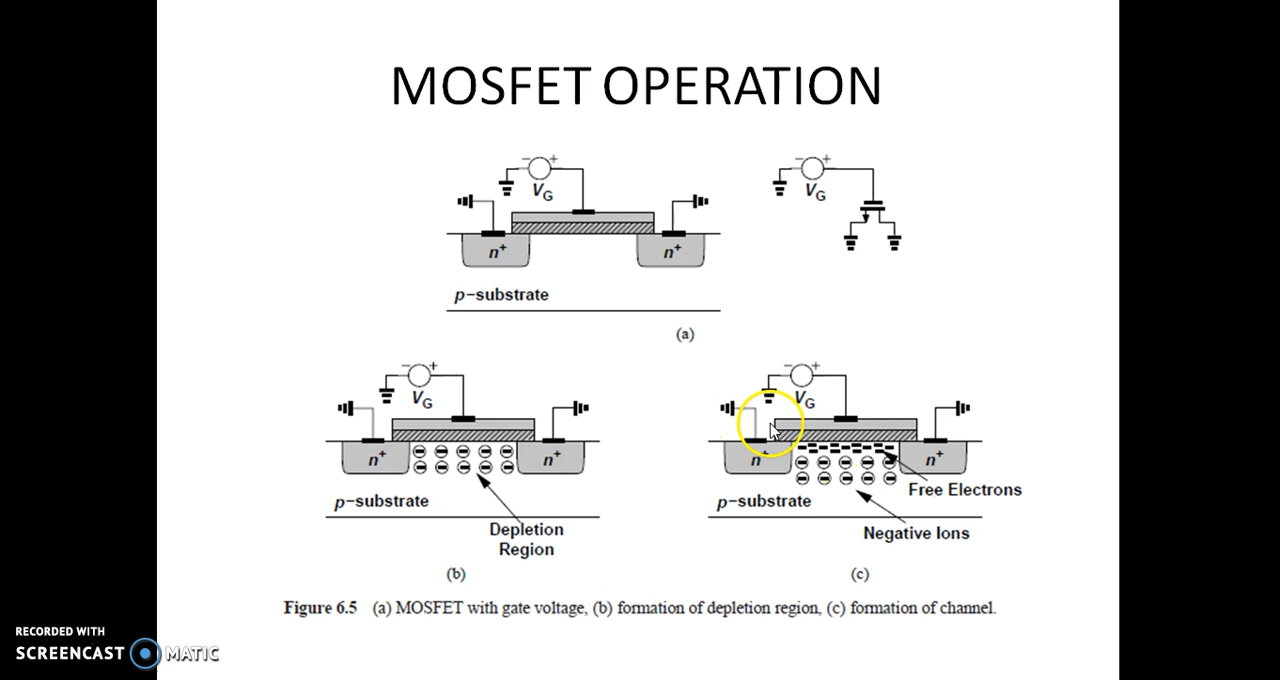 MOSFET OPERATION
− +
VG
n+
n+
p−substrate
− +
VG
(a)
− +
VG
n+
n+
p−substrate
Depletion
Region
(b)
− +
VG
n+
n+
p−substrate
Free Electrons
Negative Ions
(c)
Figure 6.5 (a) MOSFET with gate voltage, (b) formation of depletion region, (c) formation of channel.
RECORDED WITH
SCREENCAST MATIC